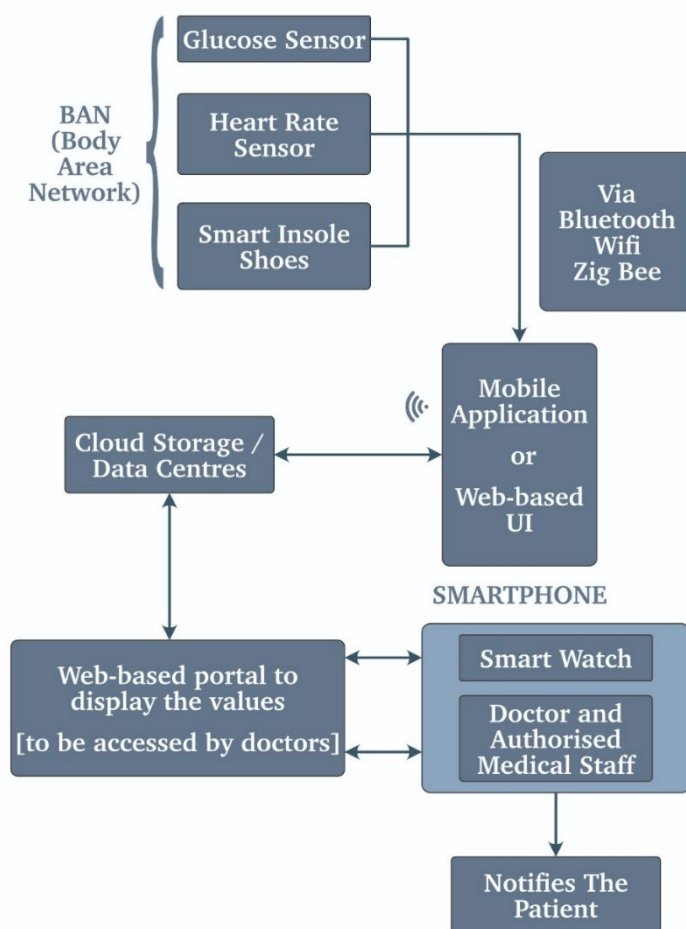 Glucose Sensor
BAN
(Body
Area
Network)
Heart Rate
Sensor
Smart Insole
Shoes
Via
Bluetooth
Wifi
Zig Bee
Mobile
Application
or
Web-based
UI
Cloud Storage /
Data Centres
SMARTPHONE
Web-based portal to
display the values
[to be accessed by doctors]
Smart Watch
Doctor and
Authorised
Medical Staff
Notifies The
Patient